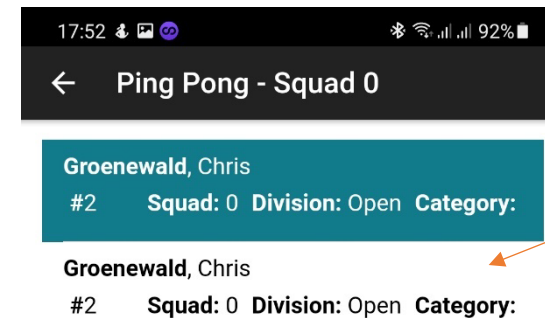 17:52 92%
Ping Pong - Squad 0
Groenewald, Chris
#2 Squad: 0 Division: Open Category:
Groenewald, Chris
#2 Squad: 0 Division: Open Category: